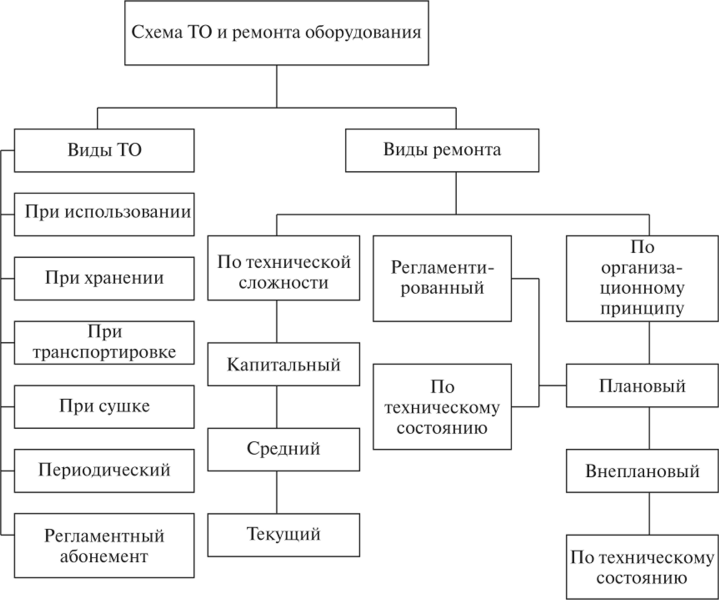 Схема ТО и ремонта оборудования
Виды ТО
При использовании
При хранении
При
транспортировке
При сушке
Периодический
Регламентный
абонемент
Виды ремонта
По технической
сложности
Капитальный
Средний
Текущий
Регламенти-
рованный
По
техническому
состоянию
По
организа-
ционному
принципу
Плановый
Внеплановый
По техническому
состоянию